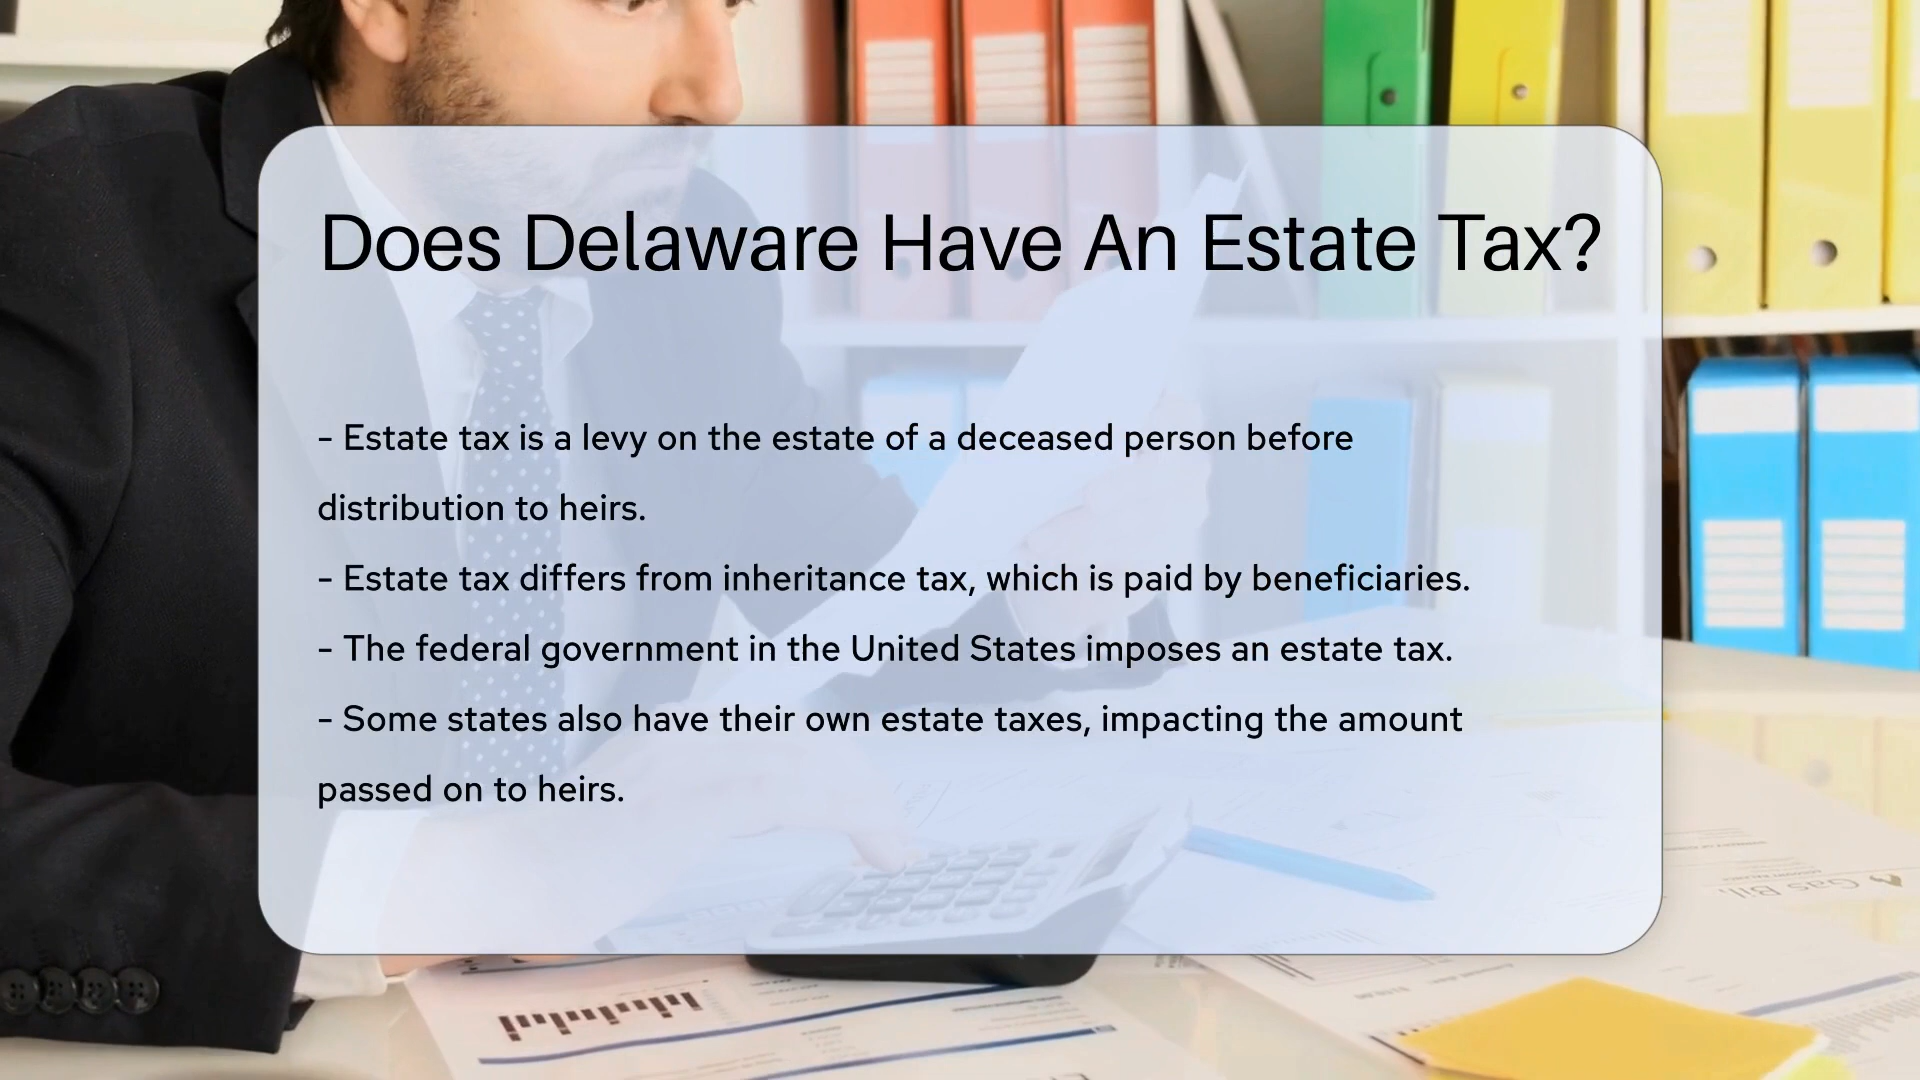 Does Delaware Have An Estate Tax?
- Estate tax is a levy on the estate of a deceased person before
distribution to heirs.
- Estate tax differs from inheritance tax, which is paid by beneficiaries.
- The federal government in the United States imposes an estate tax.
- Some states also have their own estate taxes, impacting the amount
passed on to heirs.
Gas Bill